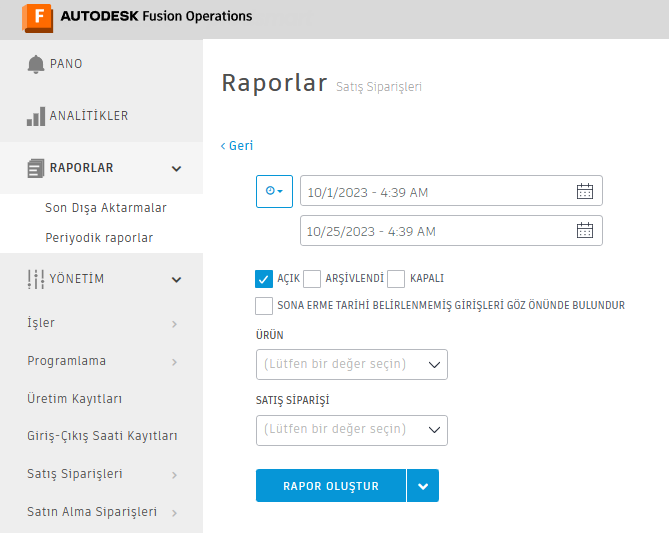 AUTODESK Fusion Operations
PANO
ANALİTİKLER
RAPORLAR
Son Dışa Aktarmalar
Periyodik raporlar
YÖNETİM
İşler
Programlama
Üretim Kayıtları
Giriş-Çıkış Saati Kayıtları
Satış Siparişleri
Satın Alma Siparişleri
Raporlar Satış Siparişleri
‹ Geri
10/1/2023 - 4:39 AM
10/25/2023 - 4:39 AM
AÇIK ARŞİVLENDİ KAPALI
SONA ERME TARİHİ BELİRLENMEMİŞ GİRİŞLERİ GÖZ ÖNÜNDE BULUNDUR
ÜRÜN
(Lütfen bir değer seçin)
SATIŞ SİPARİŞİ
(Lütfen bir değer seçin)
RAPOR OLUŞTUR